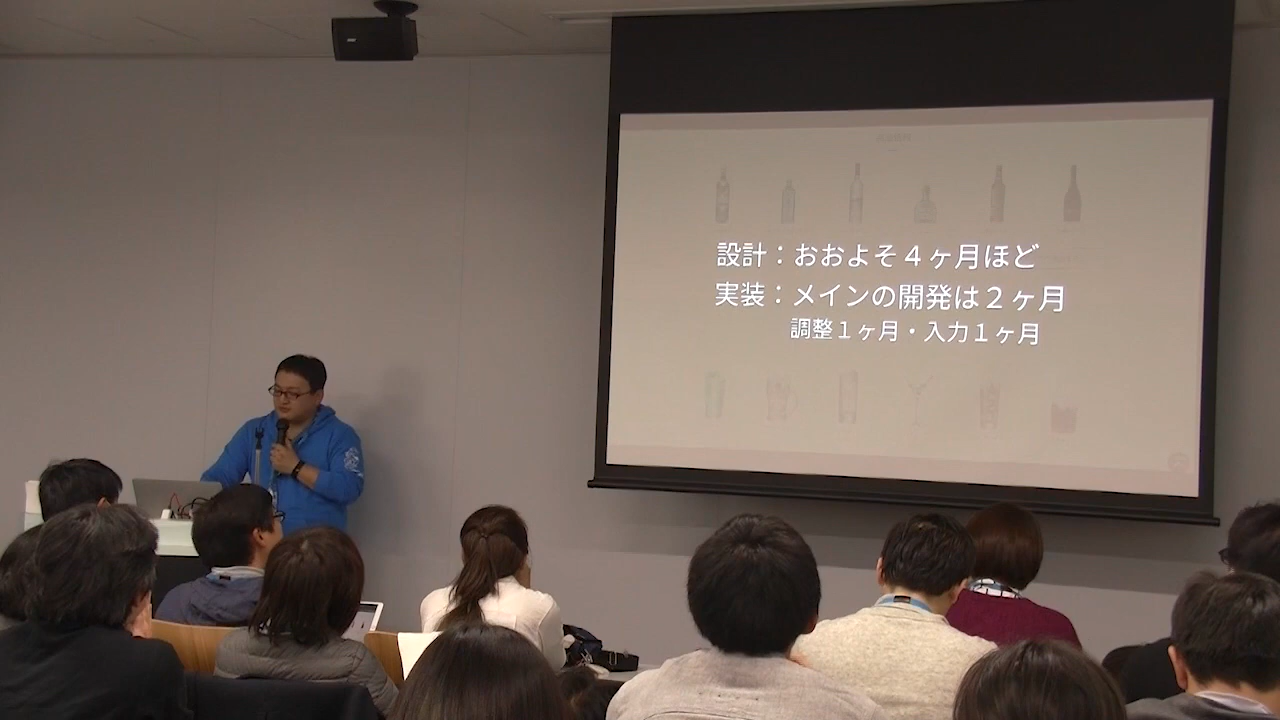 設計：おおよそ４ヶ月ほど
実装：メインの開発は２ヶ月
調整１ヶ月・入力１ヶ月